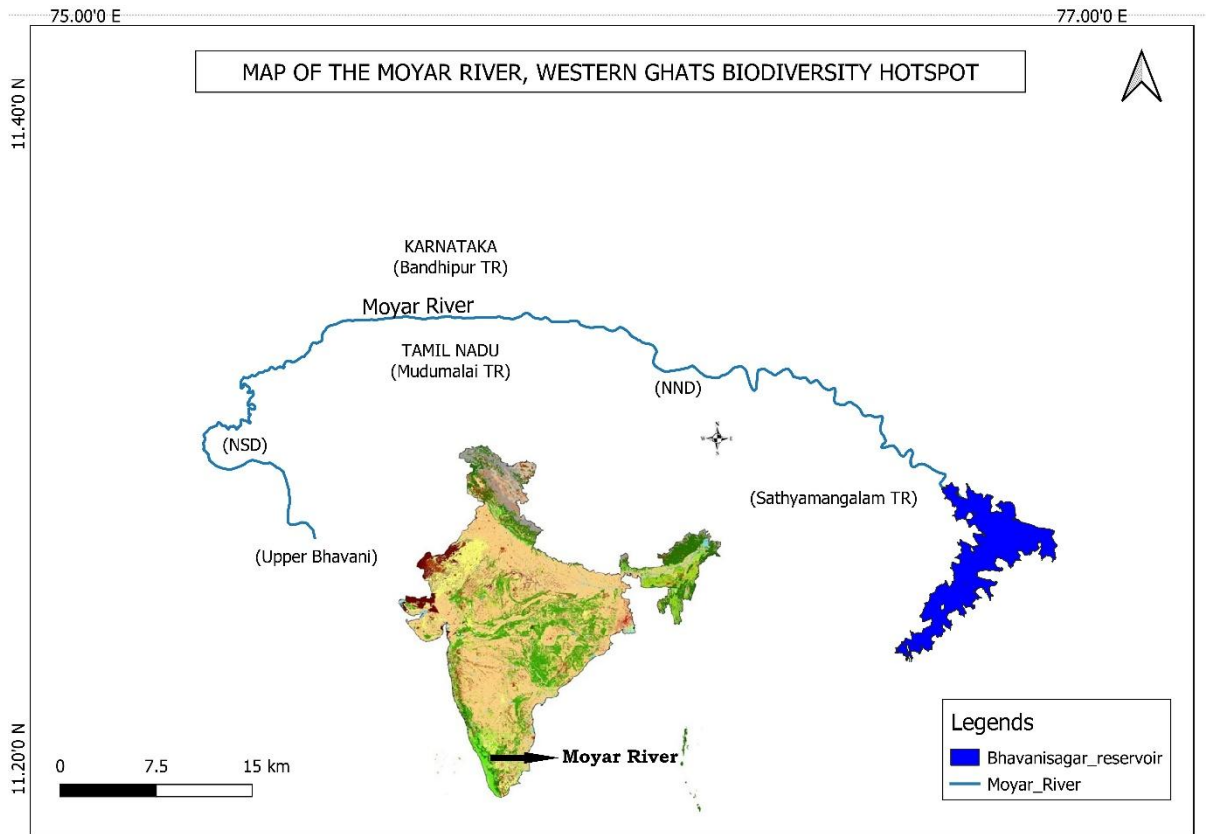 75.00'0 E
77.00'0 E
MAP OF THE MOYAR RIVER, WESTERN GHATS BIODIVERSITY HOTSPOT
11.40'0 N
KARNATAKA
(Bandhipur TR)
Moyar River
TAMIL NADU
(Mudumalai TR)
(NND)
(NSD)
(Sathyamangalam TR)
(Upper Bhavani)
Moyar River
11.20'0 N
0 7.5 15 km
Legends
Bhavanisagar_reservoir
Moyar_River